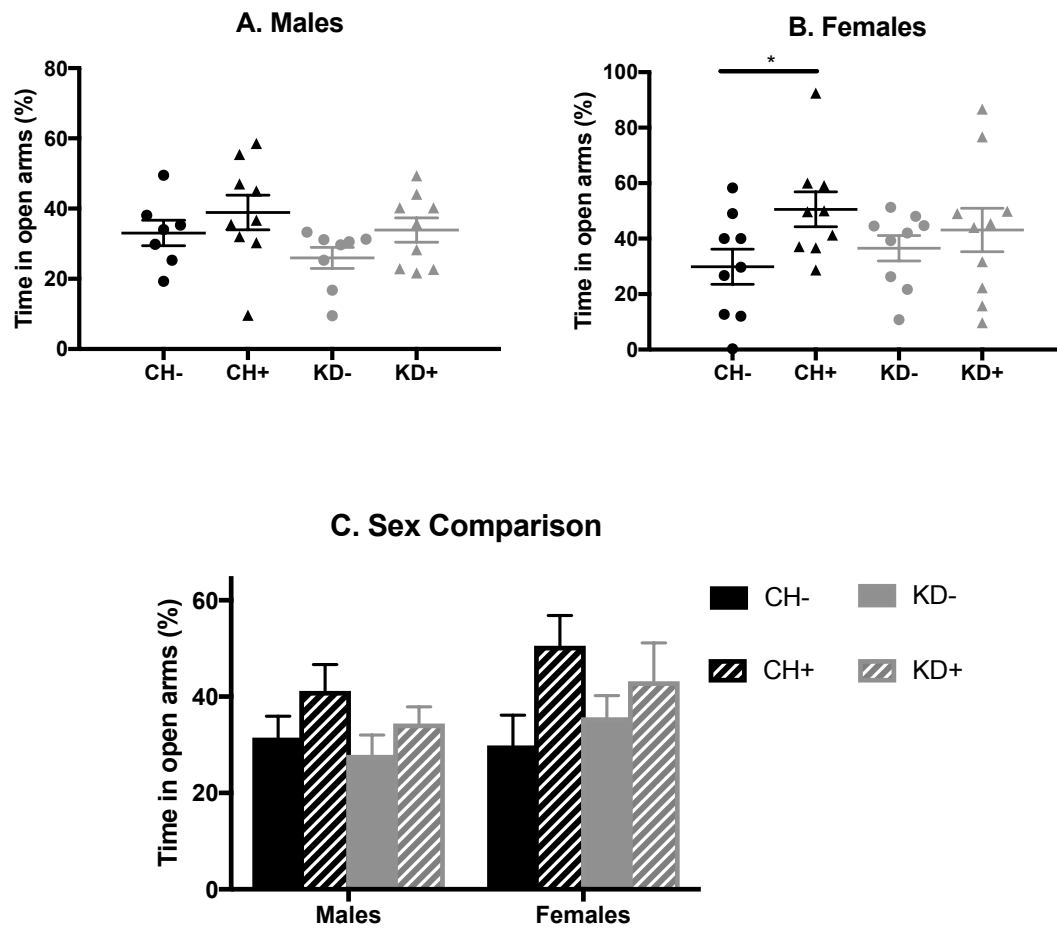 A. Males
Time in open arms (%)
80
60
40
20
0
CH-
CH+
KD-
KD+
B. Females
*
Time in open arms (%)
100
80
60
40
20
0
CH-
CH+
KD-
KD+
C. Sex Comparison
Time in open arms (%)
60
40
20
0
Males
Females
CH-
KD-
CH+
KD+